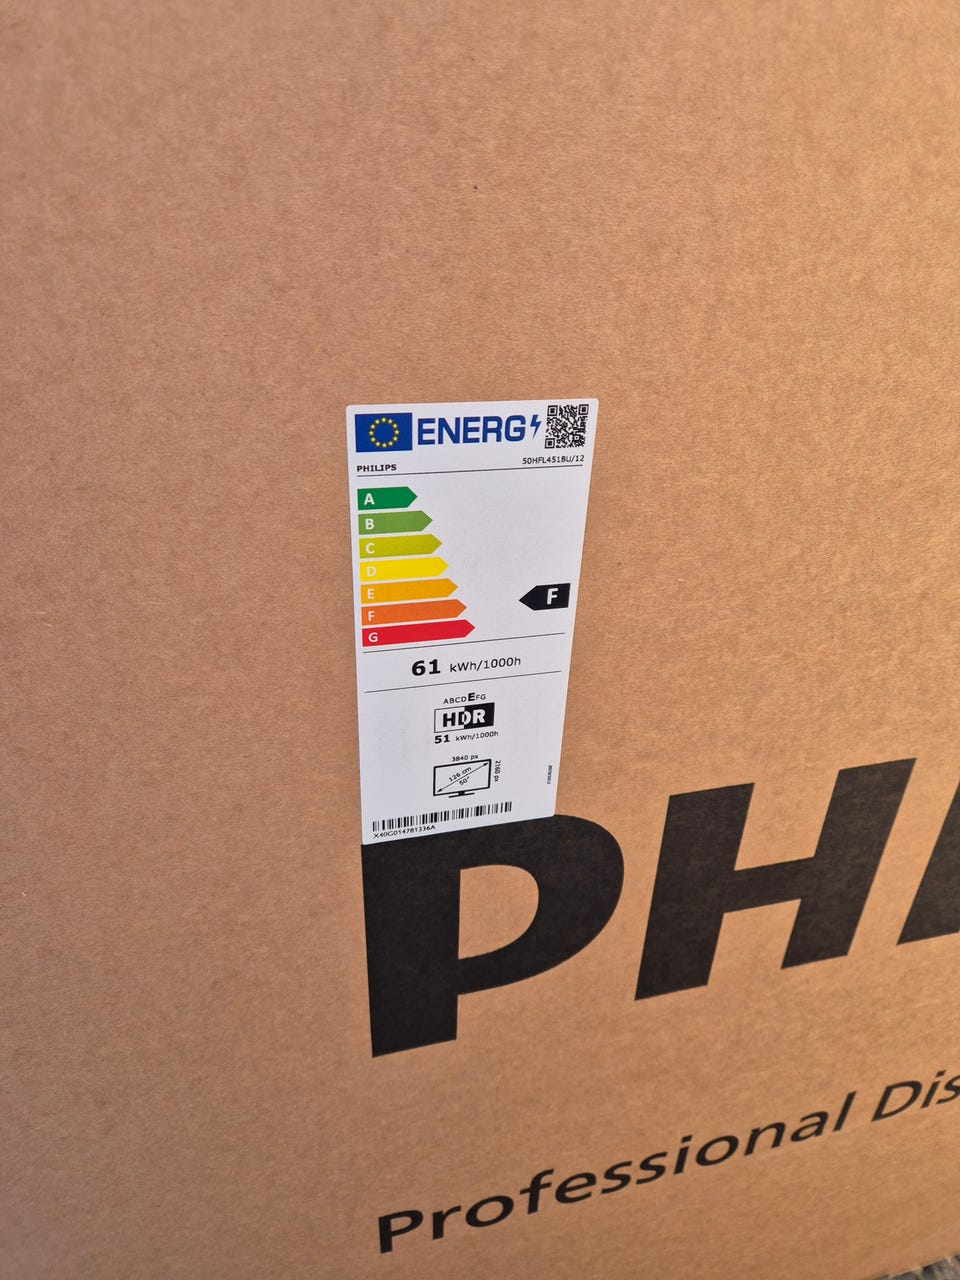 ENERG
PHILIPS 50HFL4518U/12
A
B
C
D
E
F
F
G
61 kWh/1000h
ABCDEFG
HDR
51 kWh/1000h
3840 px
2160 px
126 cm
50"
X40G014781336A
PHI
Professional Dis